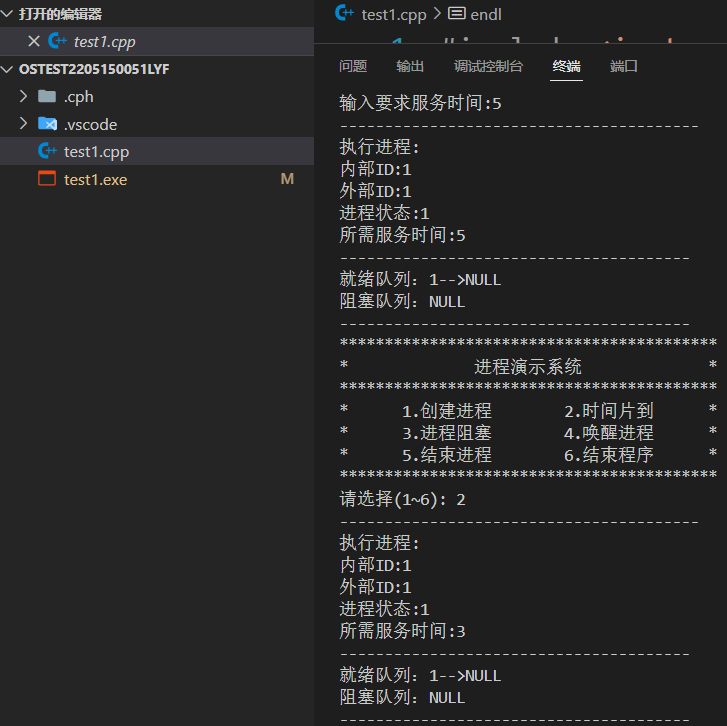 打开的编辑器
test1.cpp
OSTEST2205150051LYF
.cph
.vscode
test1.cpp
test1.exe M
test1.cpp > endl
问题 输出 调试控制台 终端 端口
输入要求服务时间:5
----------------------------------------
执行进程:
内部ID:1
外部ID:1
进程状态:1
所需服务时间:5
---------------------------------------
就绪队列: 1-->NULL
阻塞队列: NULL
---------------------------------------
******************************************
* 进程演示系统 *
******************************************
* 1.创建进程 2.时间片到 *
* 3.进程阻塞 4.唤醒进程 *
* 5.结束进程 6.结束程序 *
******************************************
请选择(1~6): 2
----------------------------------------
执行进程:
内部ID:1
外部ID:1
进程状态:1
所需服务时间:3
---------------------------------------
就绪队列: 1-->NULL
阻塞队列: NULL
---------------------------------------